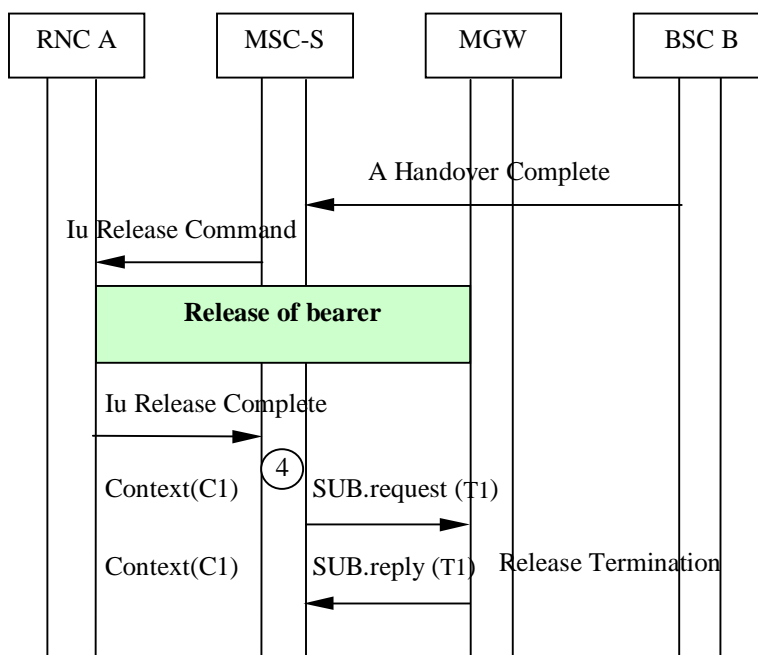 RNC A MSC-S MGW BSC B
A Handover Complete
Iu Release Command
Release of bearer
Iu Release Complete
4
Context(C1) SUB.request (T1)
Context(C1) SUB.reply (T1) Release Termination